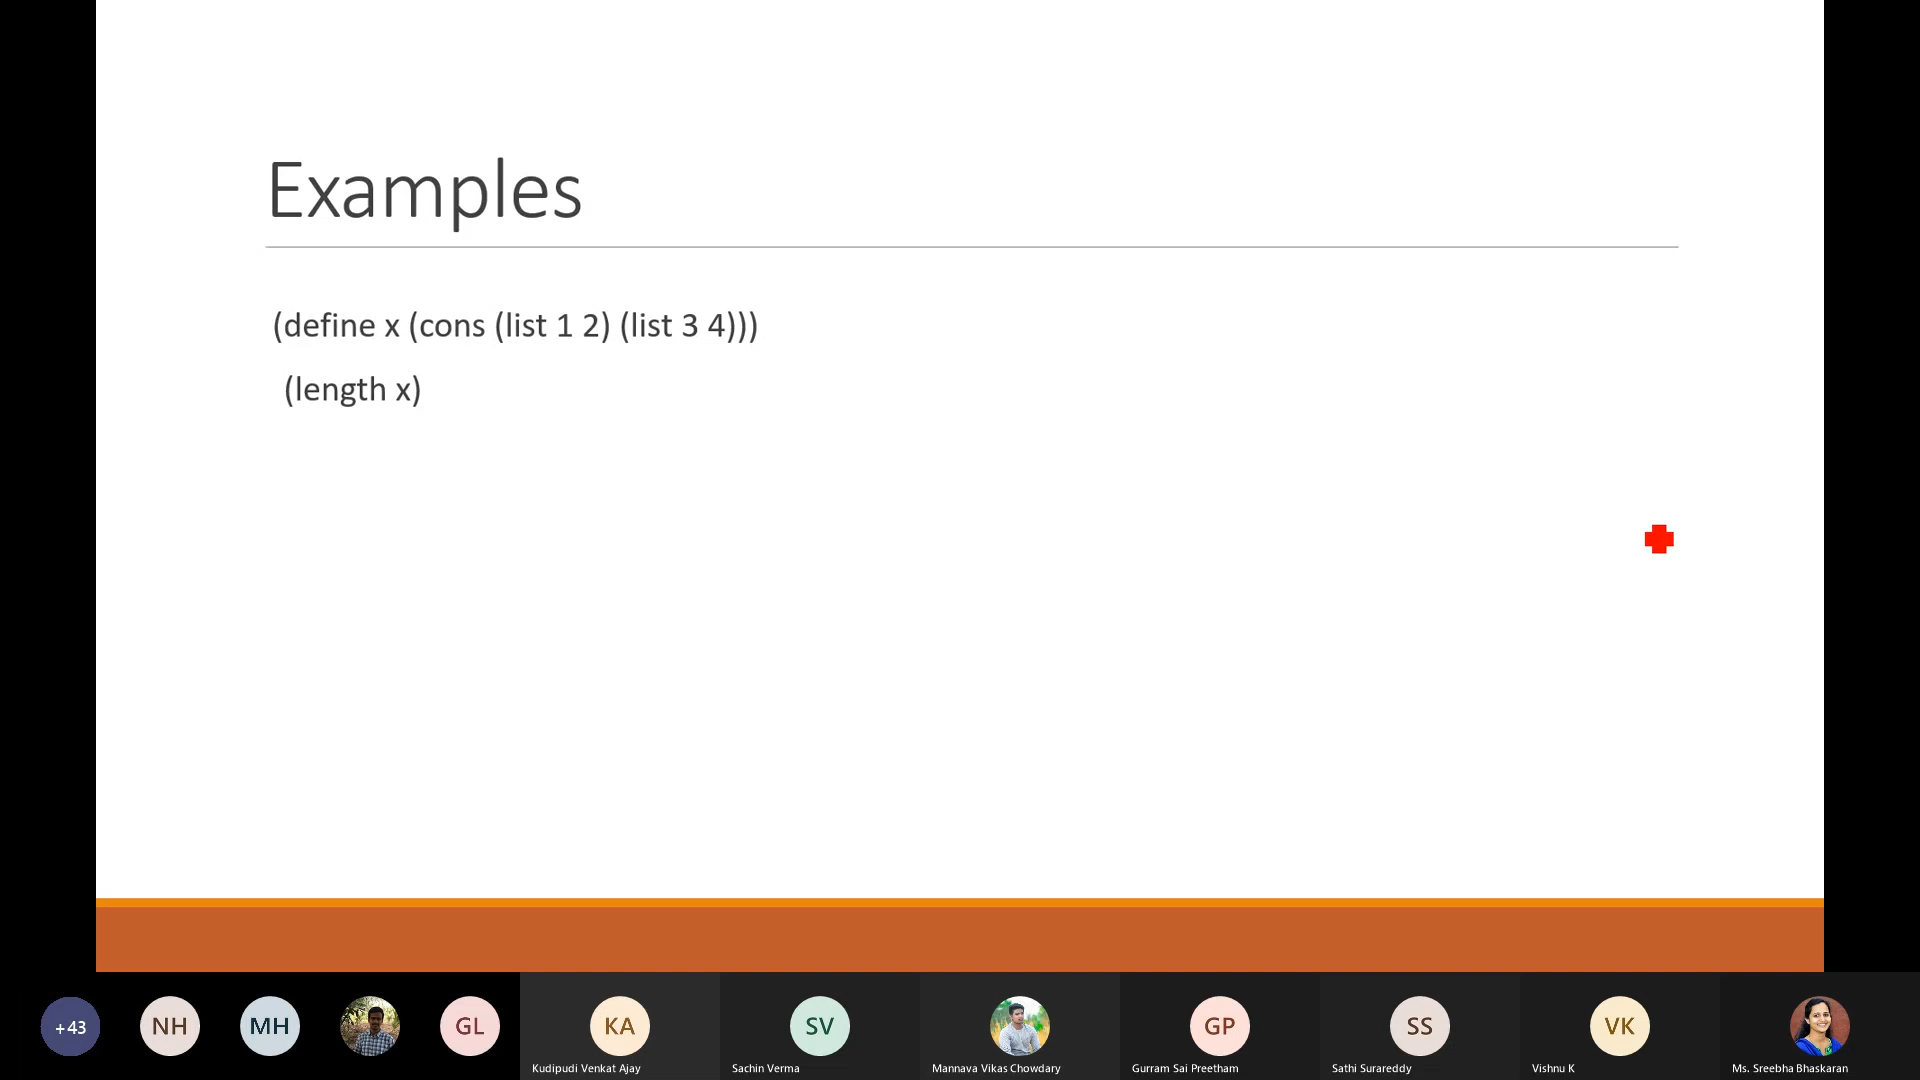 Examples
(define x (cons (list 1 2) (list 3 4)))
(length x)
+43 NH MH GL KA SV GP SS VK
Kudipudi Venkat Ajay Sachin Verma Mannava Vikas Chowdary Gurram Sai Preetham Sathi Surareddy Vishnu K Ms. Sreebha Bhaskaran